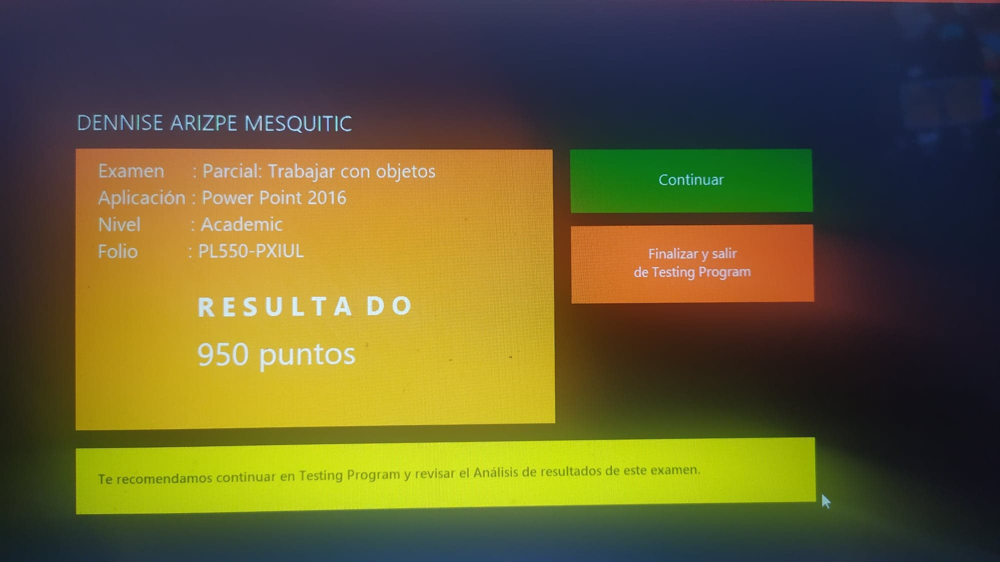 DENNISE ARIZPE MESQUITIC
Examen : Parcial: Trabajar con objetos
Aplicación : Power Point 2016
Nivel : Academic
Folio : PL550-PXIUL
RESULTADO
950 puntos
Continuar
Finalizar y salir
de Testing Program
Te recomendamos continuar en Testing Program y revisar el Análisis de resultados de este examen.